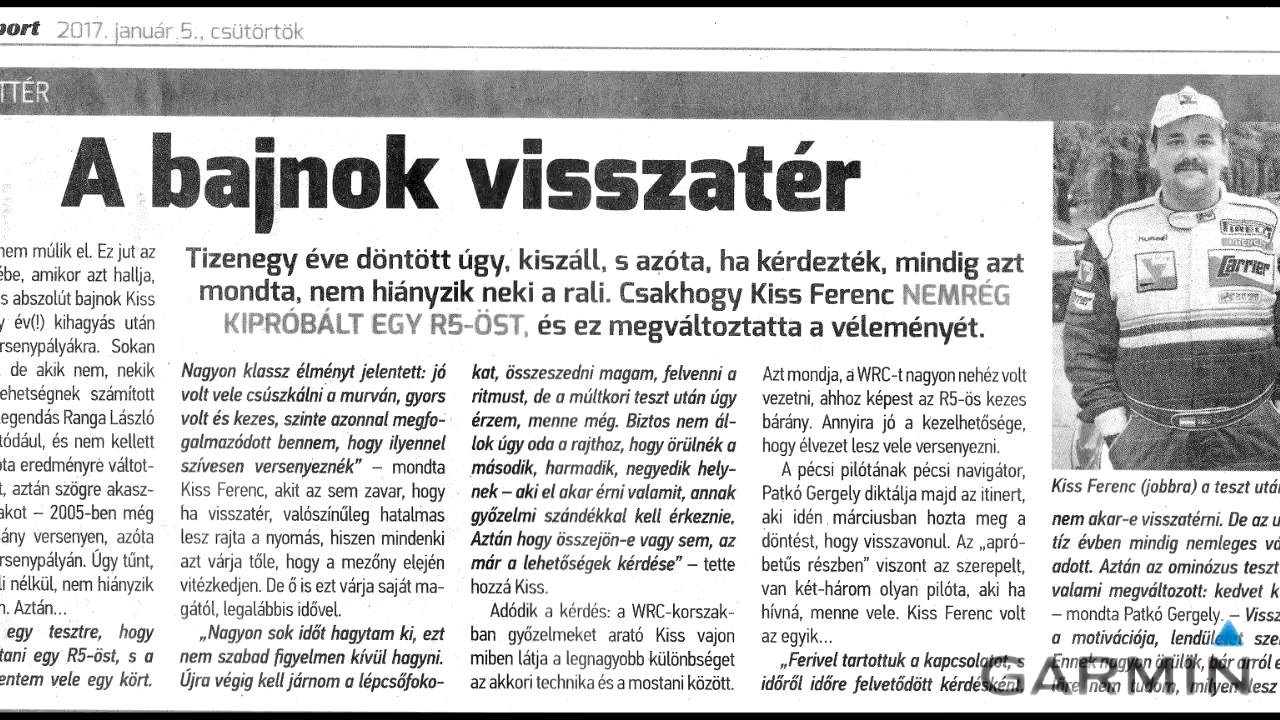 port 2017. január 5., csütörtök
TTÉR
A bajnok visszatér
Tizenegy éve döntött úgy, kiszáll, s azóta, ha kérdezték, mindig azt
mondta, nem hiányzik neki a rali. Csakhogy Kiss Ferenc NEMRÉG
KIPRÓBÁLT EGY R5-ÖST, és ez megváltoztatta a véleményét.
nem múlik el. Ez jut az
ébe, amikor azt hallja,
s abszolút bajnok Kiss
y év(!) kihagyás után
rsenypályákra. Sokan
, de akik nem, nekik
lehetségnek számított
legendás Ranga László
tódául, és nem kellett
ota eredményre váltot-
t, aztán szögre akasz-
akot – 2005-ben még
ány versenyen, azóta
rsenypályán. Úgy tűnt,
li nélkül, nem hiányzik
n. Aztán...
egy tesztre, hogy
tani egy R5-öst, s a
entem vele egy kört.
Nagyon klassz élményt jelentett: jó
volt vele csúszkálni a murván, gyors
volt és kezes, szinte azonnal megfo-
galmazódott bennem, hogy ilyennel
szívesen versenyeznék” – mondta
Kiss Ferenc, akit az sem zavar, hogy
ha visszatér, valószínűleg hatalmas
lesz rajta a nyomás, hiszen mindenki
azt várja tőle, hogy a mezőny elején
vitézkedjen. De ő is ezt várja saját ma-
gától, legalábbis idővel.
„Nagyon sok időt hagytam ki, ezt
nem szabad figyelmen kívül hagyni.
Újra végig kell járnom a lépcsőfoko-
kat, összeszedni magam, felvenni a
ritmust, de a múltkori teszt után úgy
érzem, menne még. Biztos nem ál-
lok úgy oda a rajthoz, hogy örülnék a
második, harmadik, negyedik hely-
nek – aki el akar érni valamit, annak
győzelmi szándékkal kell érkeznie.
Aztán hogy összejön-e vagy sem, az
már a lehetőségek kérdése” – tette
hozzá Kiss.
Adódik a kérdés: a WRC-korszak-
ban győzelmeket arató Kiss vajon
miben látja a legnagyobb különbséget
az akkori technika és a mostani között.
Azt mondja, a WRC-t nagyon nehéz volt
vezetni, ahhoz képest az R5-ös kezes
bárány. Annyira jó a kezelhetősége,
hogy élvezet lesz vele versenyezni.
A pécsi pilótának pécsi navigátor,
Patkó Gergely diktálja majd az itinert,
aki idén márciusban hozta meg a
döntést, hogy visszavonul. Az „apró-
betűs részben” viszont az szerepelt,
van két-három olyan pilóta, aki ha
hívná, menne vele. Kiss Ferenc volt
az egyik...
„Ferivel tartottuk a kapcsolatot, s
időről időre felvetődött kérdésként,
hummel
PIRELLI
Carrier
Kiss Ferenc (jobbra) a teszt után
nem akar-e visszatérni. De az u
tíz évben mindig nemleges vá
adott. Aztán az ominózus teszt
valami megváltozott: kedvet k
– mondta Patkó Gergely. – Vissz
a motivációja, lendülete, sze
Ennek nagyon örülök, bár arról e
lőre nem tudom, milyen lesz
GARMIN